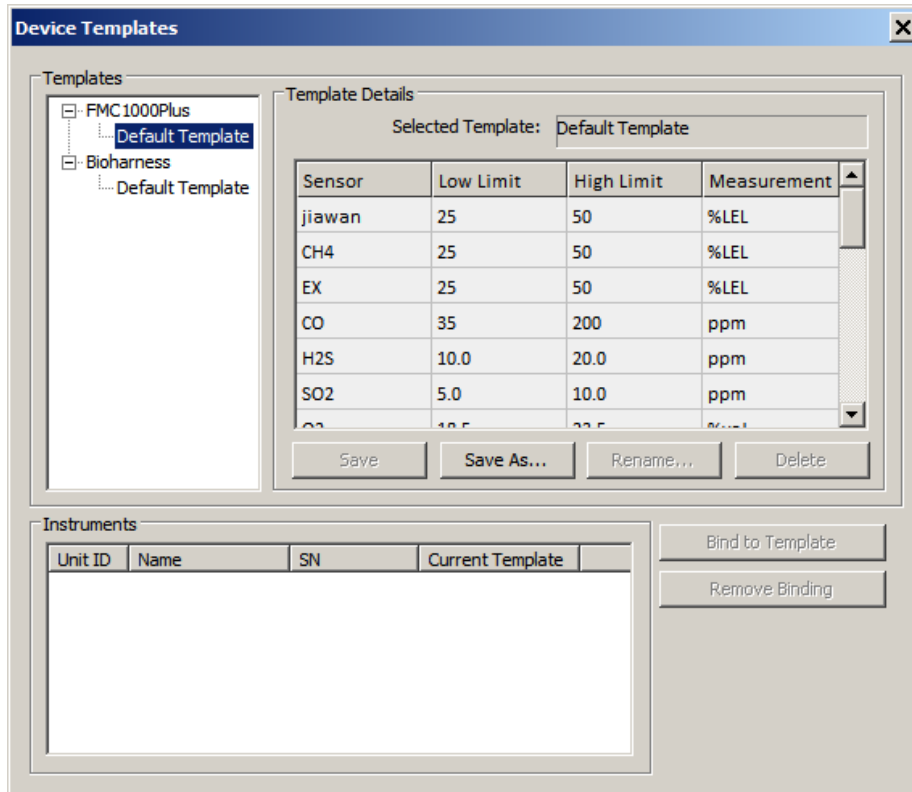 Device Templates
Templates
FMC1000Plus
Default Template
Bioharness
Default Template
Template Details
Selected Template: Default Template
Sensor Low Limit High Limit Measurement
jiawan 25 50 %LEL
CH4 25 50 %LEL
EX 25 50 %LEL
CO 35 200 ppm
H2S 10.0 20.0 ppm
SO2 5.0 10.0 ppm
Save Save As... Rename... Delete
Instruments
Unit ID Name SN Current Template
Bind to Template
Remove Binding